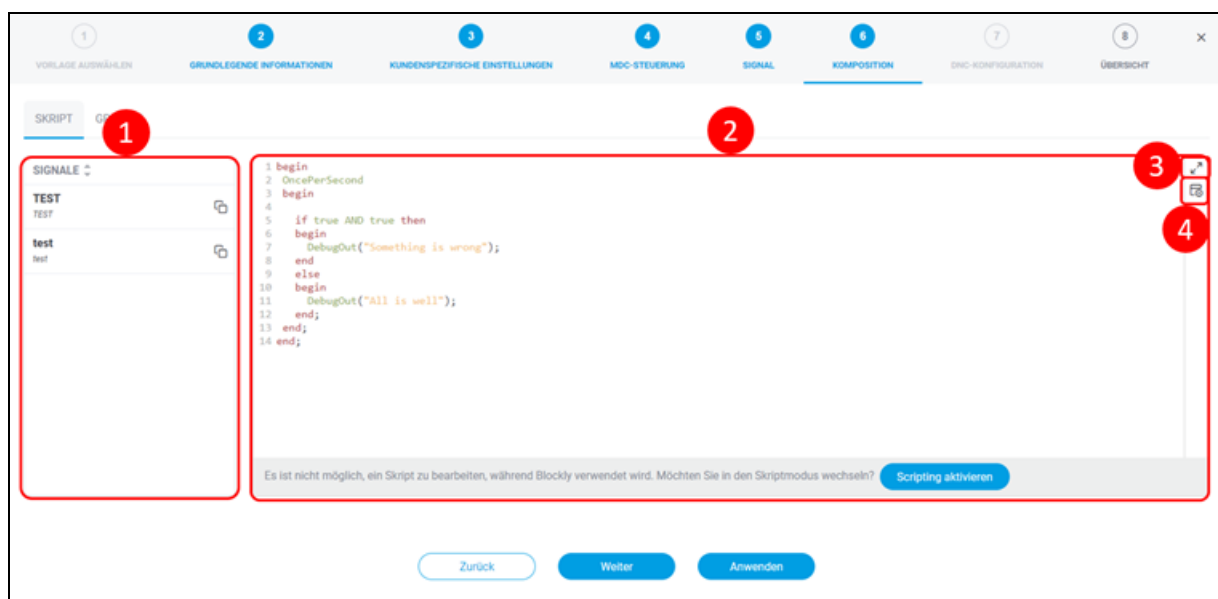 1 2 3 4 5 6 7 8
VORLAGE AUSWÄHLEN GRUNDLEGENDE INFORMATIONEN KUNDENSPEZIFISCHE EINSTELLUNGEN MDC-STEUERUNG SIGNAL KOMPOSITION DNC-KONFIGURATION ÜBERSICHT
SKRIPT
1
2
3
4
SIGNALE
TEST
TEST
test
test
1 begin
2 OncePerSecond
3 begin
4
5 if true AND true then
6 begin
7 DebugOut("Something is wrong");
8 end
9 else
10 begin
11 DebugOut("All is well");
12 end;
13 end;
14 end;
Es ist nicht möglich, ein Skript zu bearbeiten, während Blockly verwendet wird. Möchten Sie in den Skriptmodus wechseln? Scripting aktivieren
Zurück Weiter Anwenden